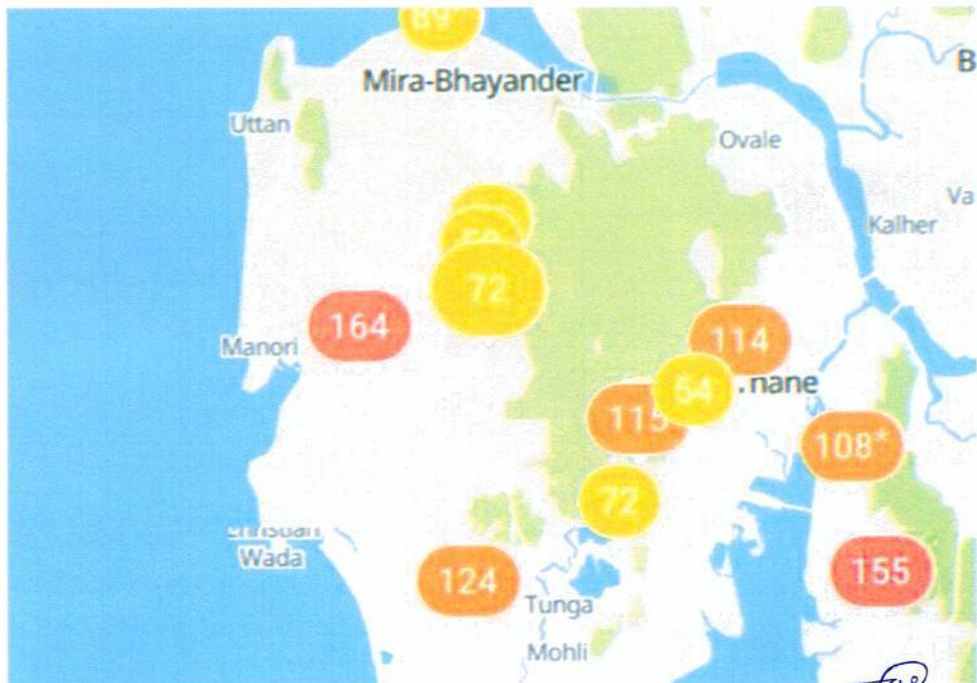 89
Mira-Bhayander
B
Uttan
Ovale
Va
Kalher
72
164
114
Manori
54
.nane
115
108*
72
Wada
155
124
Tunga
Mohli